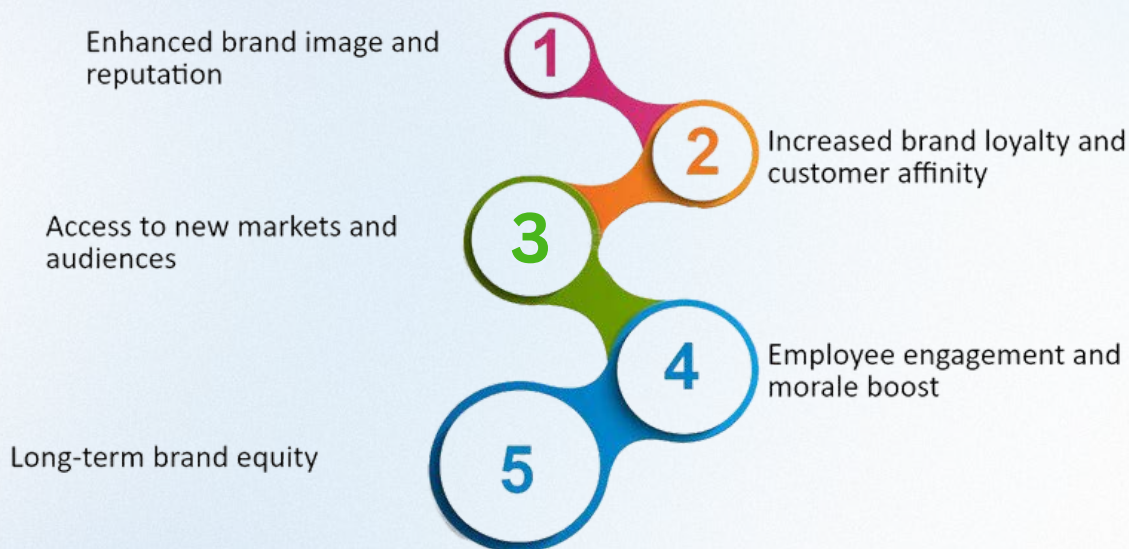 1
Enhanced brand image and
reputation
2
Increased brand loyalty and
customer affinity
3
Access to new markets and
audiences
4
Employee engagement and
morale boost
5
Long-term brand equity